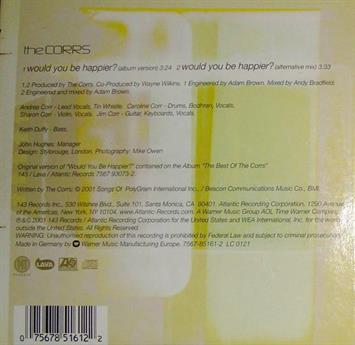 the CORRS
1 would you be happier? (album version) 3:24 2 would you be happier? (alternative mix) 3:33
1,2 Produced by The Corrs. Co-Produced by Wayne Wilkins. 1 Engineered by Adam Brown. Mixed by Andy Bradfield.
2 Engineered and mixed by Adam Brown.
Andrea Corr - Lead Vocals, Tin Whistle. Caroline Corr - Drums, Bodhran, Vocals.
Sharon Corr - Violin, Vocals. Jim Corr - Guitar, Keyboards, Vocals.
Keith Duffy - Bass.
John Hughes: Manager
Design: Stylorouge, London. Photography: Mike Owen
Original version of "Would You Be Happier?" contained on the Album "The Best Of The Corrs"
143 / Lava / Atlantic Records 7567 93073-2.
Written by The Corrs; © 2001 Songs Of PolyGram International Inc. / Beacon Communications Music Co., BMI.
143 Records Inc., 530 Wilshire Blvd., Suite 101, Santa Monica, CA. 90401, Atlantic Recording Corporation, 1290 Avenue
of the Americas, New York, NY 10104. www.Atlantic-Records.com. A Warner Music Group AOL Time Warner Company.
℗ & © 2001 143 Records / Atlantic Recording Corporation for the United States and WEA International Inc. for the world
outside the United States. All Rights Reserved.
WARNING: Unauthorised reproduction of this recording is prohibited by Federal Law and subject to criminal prosecution.
Made in Germany by Warner Music Manufacturing Europe. 7567-85161-2 LC 0121
143 LAVA
0 75678 51612 2